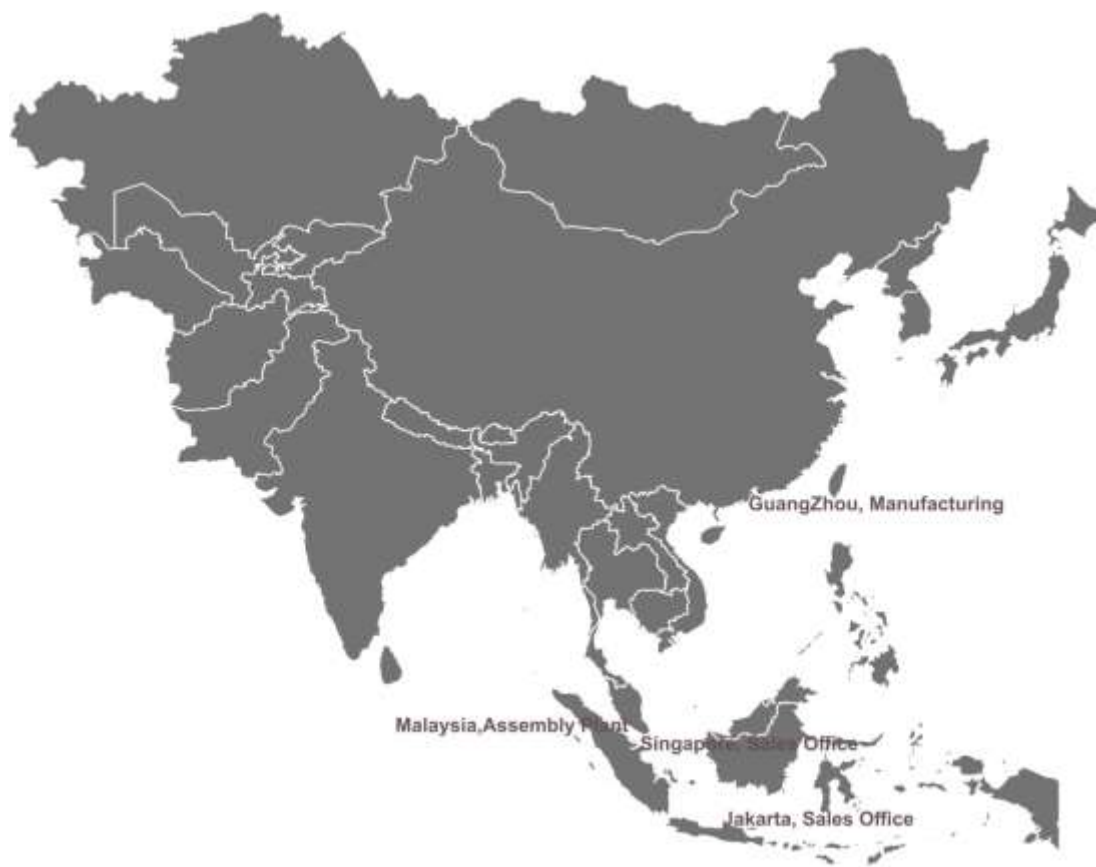 GuangZhou, Manufacturing
Malaysia,Assembly Plant
Singapore, Sales Office
Jakarta, Sales Office